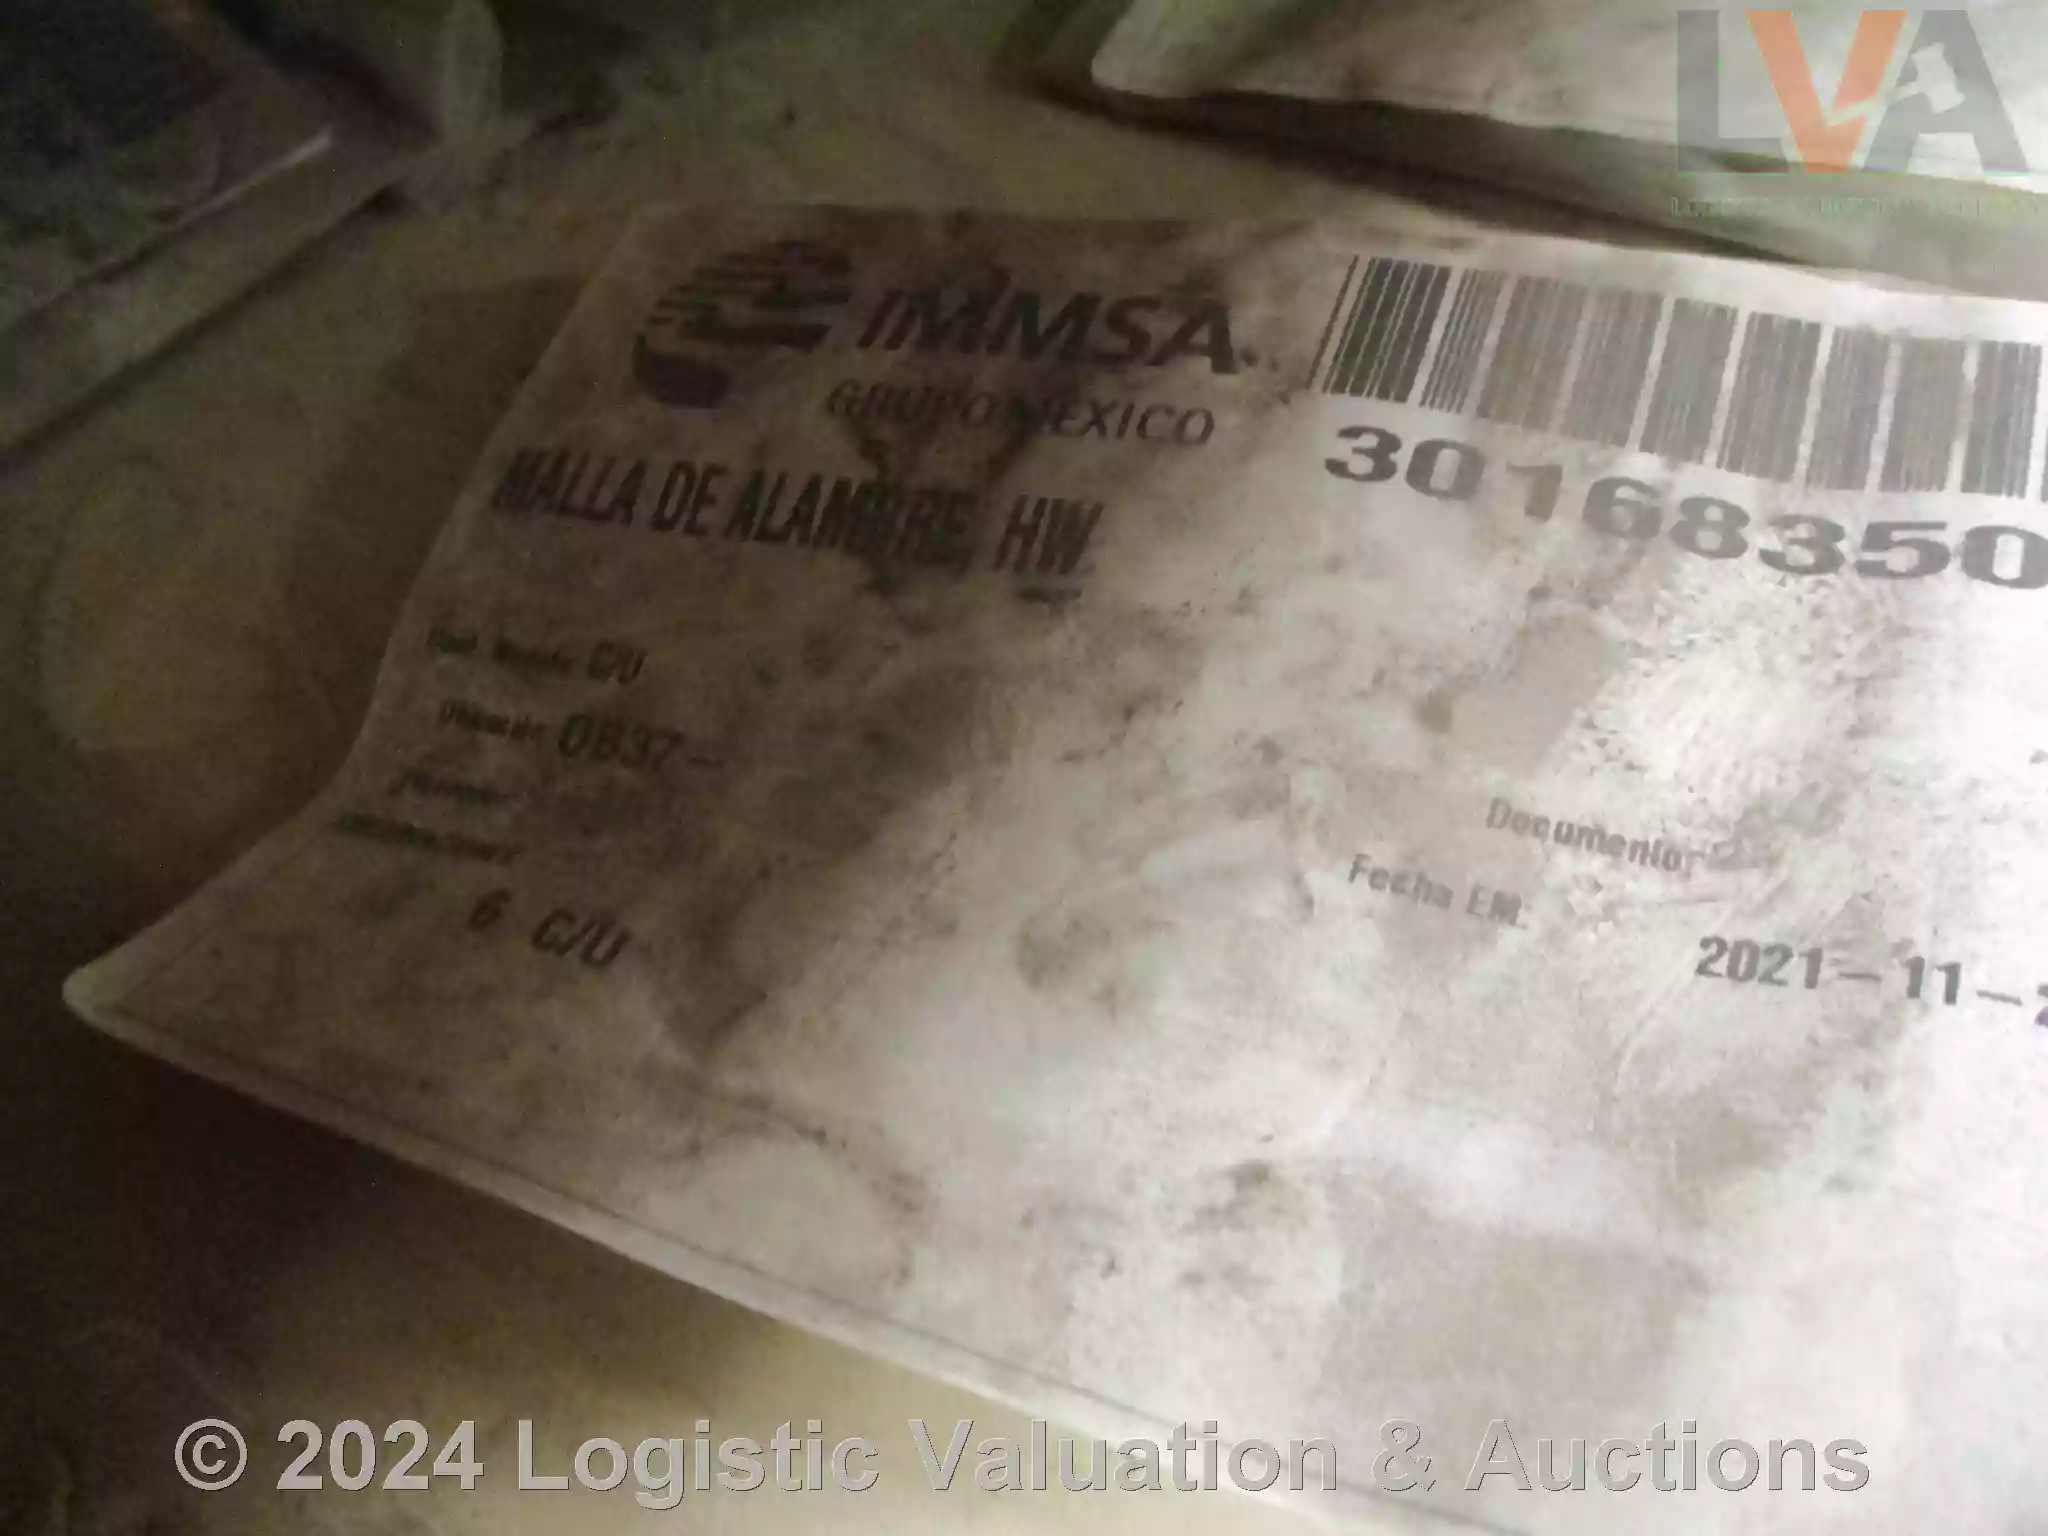 LVA
IMMSA
GRUPO MEXICO
30168350
MALLA DE ALAMBRE, HW
C/U
0B37-
6 C/U
Documento:
Fecha EM:
2021-11-
© 2024 Logistic Valuation & Auctions